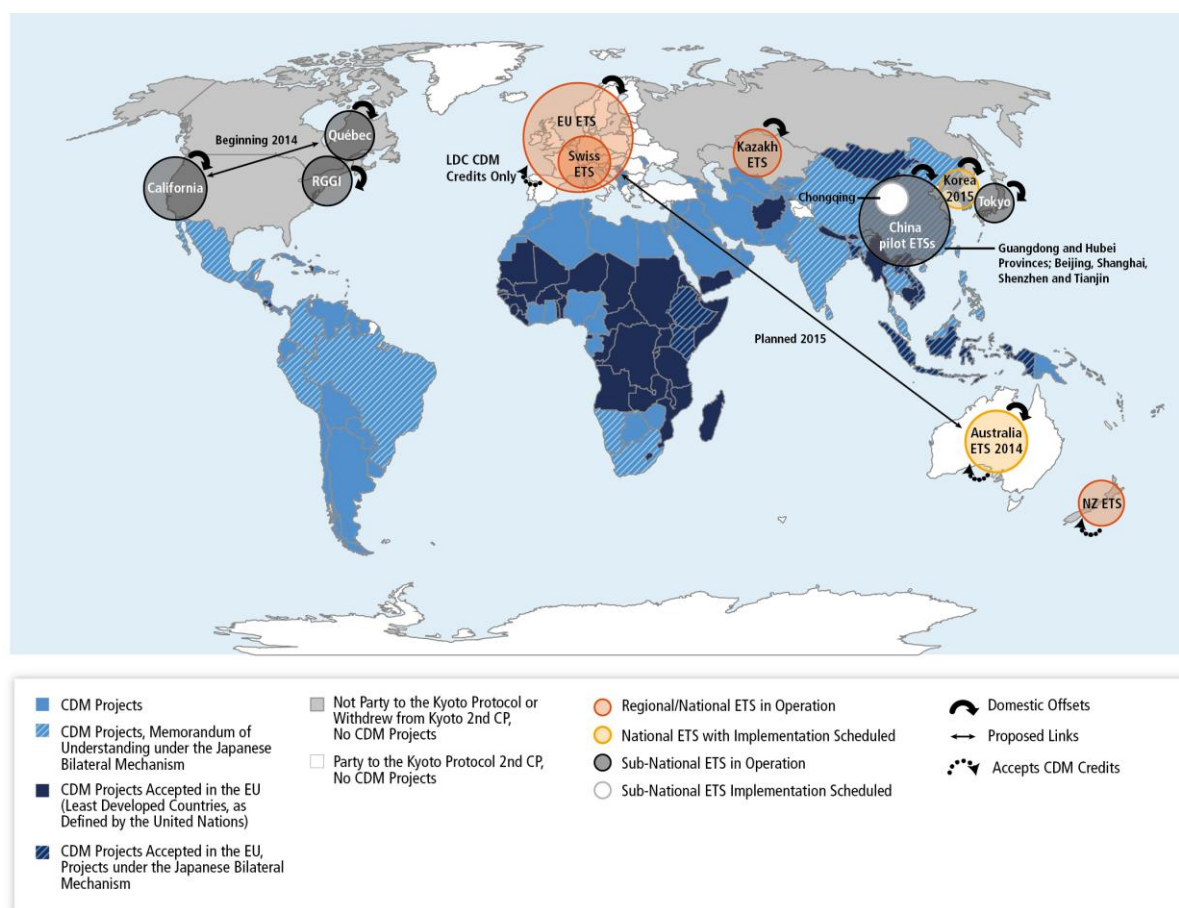 Beginning 2014
Québec
California
RGGI
EU ETS
Swiss
ETS
LDC CDM
Credits Only
Kazakh
ETS
Chongqing
China
pilot ETSs
Korea
2015
Tokyo
Guangdong and Hubei
Provinces; Beijing, Shanghai,
Shenzhen and Tianjin
Planned 2015
Australia
ETS 2014
NZ ETS
CDM Projects
CDM Projects, Memorandum of
Understanding under the Japanese
Bilateral Mechanism
CDM Projects Accepted in the EU
(Least Developed Countries, as
Defined by the United Nations)
CDM Projects Accepted in the EU,
Projects under the Japanese Bilateral
Mechanism
Not Party to the Kyoto Protocol or
Withdrew from Kyoto 2nd CP,
No CDM Projects
Party to the Kyoto Protocol 2nd CP,
No CDM Projects
Regional/National ETS in Operation
National ETS with Implementation Scheduled
Sub-National ETS in Operation
Sub-National ETS Implementation Scheduled
Domestic Offsets
Proposed Links
Accepts CDM Credits